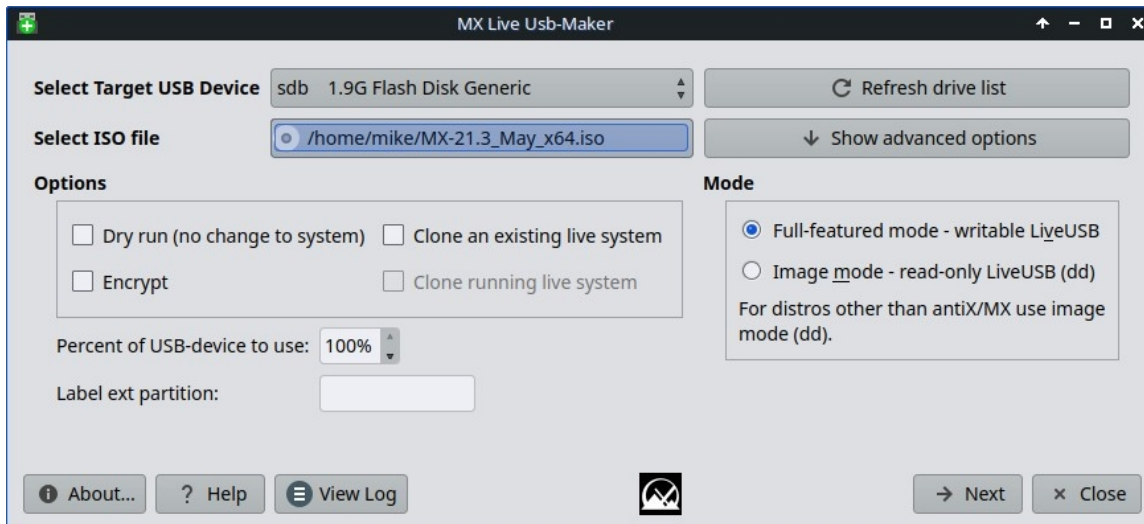 MX Live Usb-Maker
Select Target USB Device
sdb 1.9G Flash Disk Generic
Refresh drive list
Select ISO file
/home/mike/MX-21.3_May_x64.iso
Show advanced options
Options
Dry run (no change to system)
Clone an existing live system
Encrypt
Clone running live system
Percent of USB-device to use:
100%
Label ext partition:
Mode
Full-featured mode - writable LiveUSB
Image mode - read-only LiveUSB (dd)
For distros other than antiX/MX use image
mode (dd).
About...
? Help
View Log
Next
Close